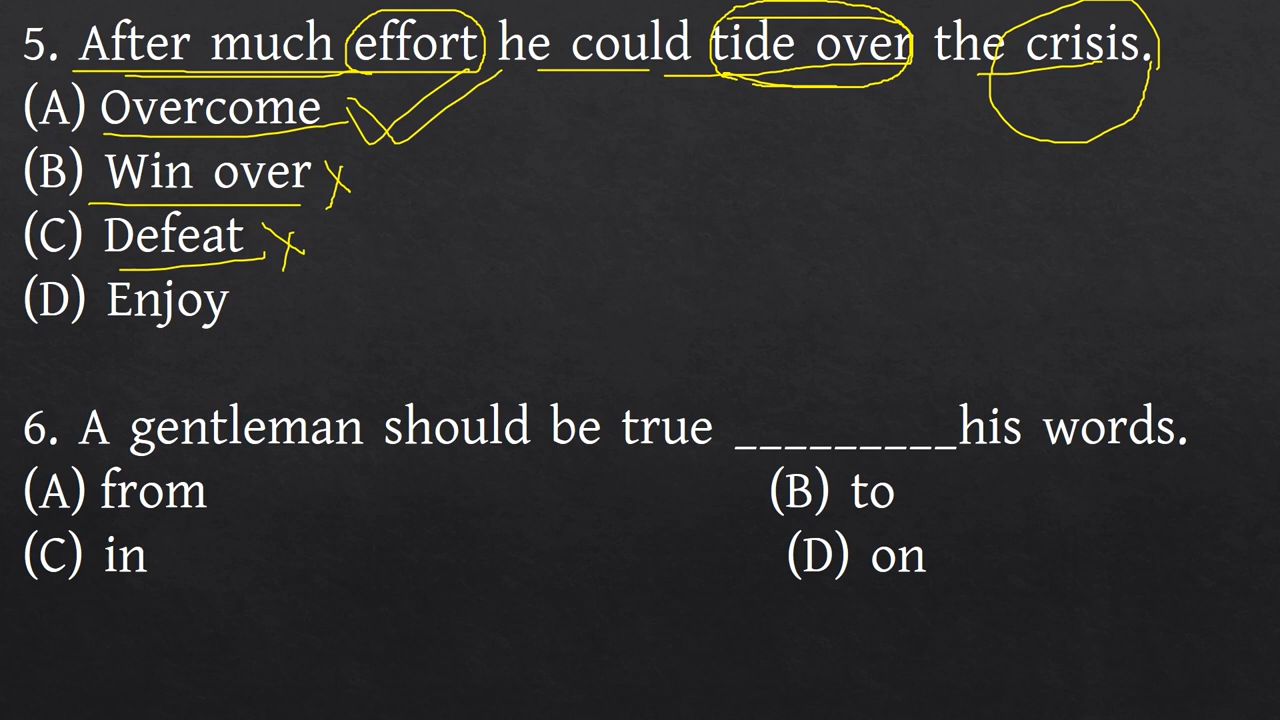 5. After much effort he could tide over the crisis.
(A) Overcome
(B) Win over
(C) Defeat
(D) Enjoy
6. A gentleman should be true _________his words.
(A) from (B) to
(C) in (D) on